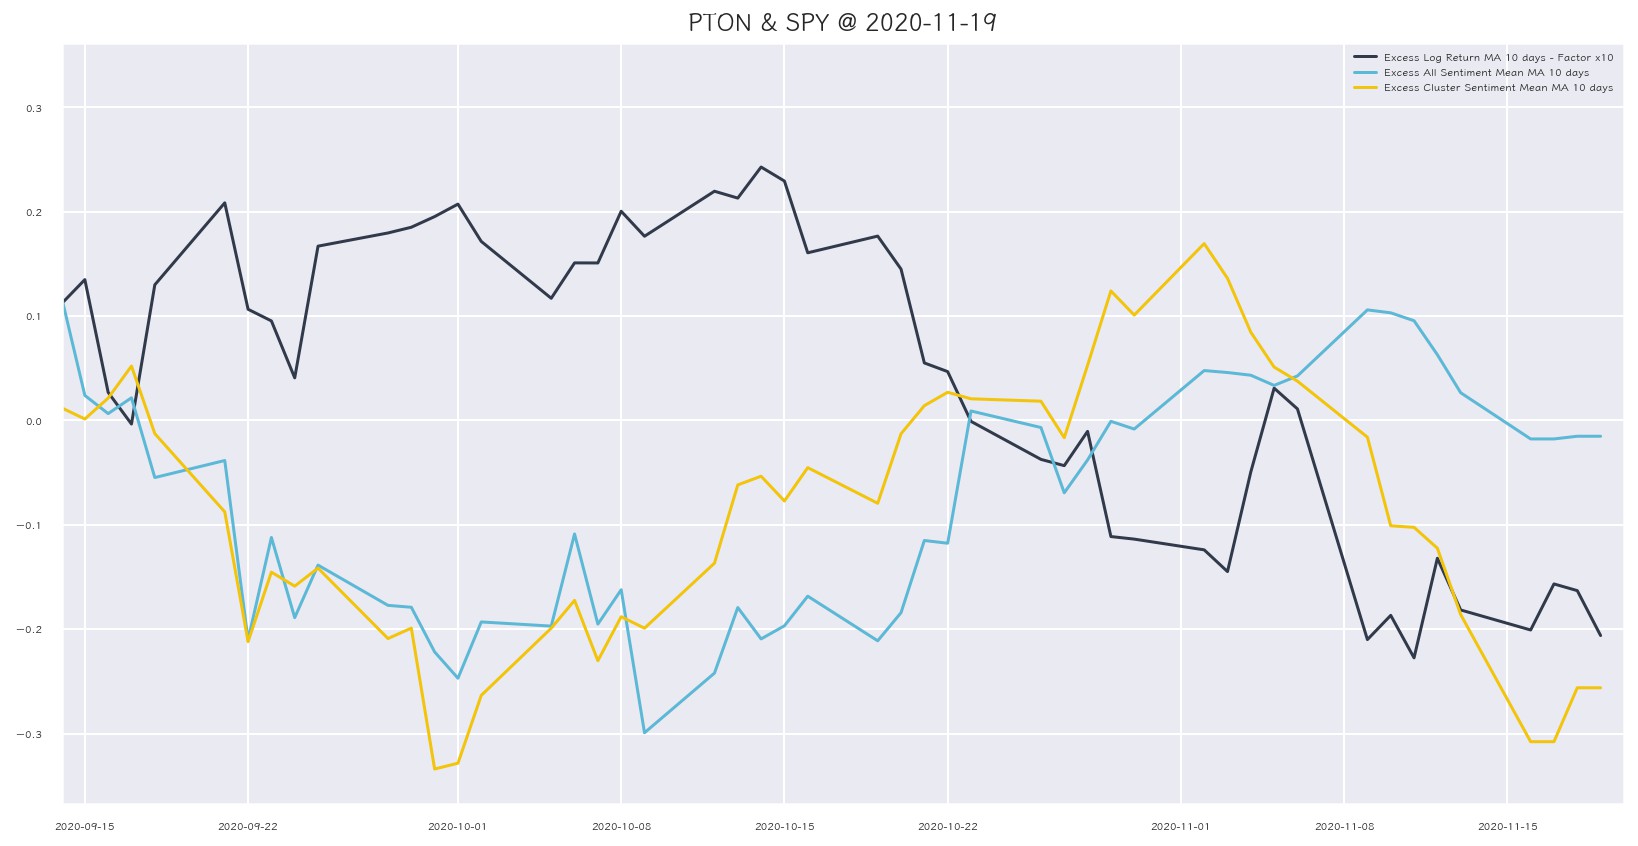 PTON & SPY @ 2020-11-19
Excess Log Return MA 10 days - Factor x10
Excess All Sentiment Mean MA 10 days
Excess Cluster Sentiment Mean MA 10 days
0.3
0.2
0.1
0.0
−0.1
−0.2
−0.3
2020-09-15 2020-09-22 2020-10-01 2020-10-08 2020-10-15 2020-10-22 2020-11-01 2020-11-08 2020-11-15